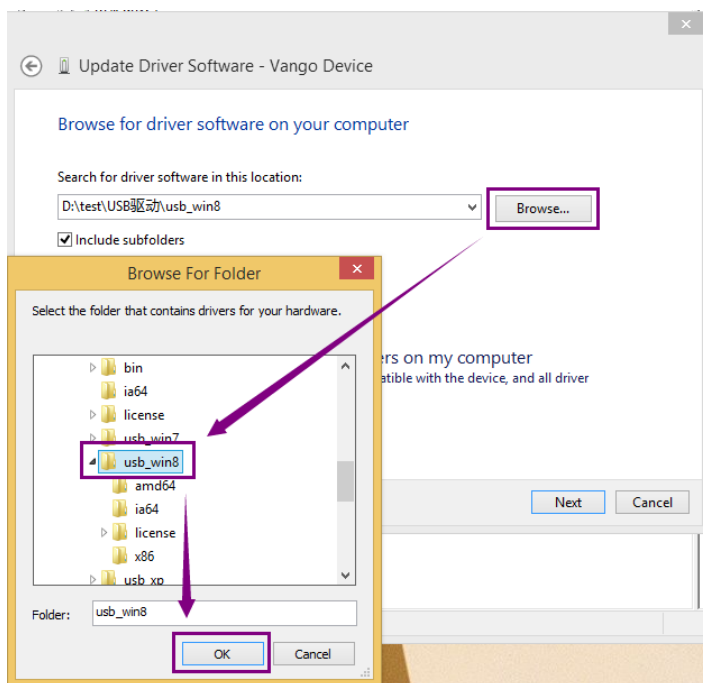 Update Driver Software - Vango Device
Browse for driver software on your computer
Search for driver software in this location:
D:\test\USB驱动\usb_win8
Browse...
Include subfolders
Browse For Folder
Select the folder that contains drivers for your hardware.
bin
ia64
license
usb_win7
usb_win8
amd64
ia64
license
x86
usb_xp
Folder:
usb_win8
OK
Cancel
ers on my computer
atible with the device, and all driver
Next
Cancel